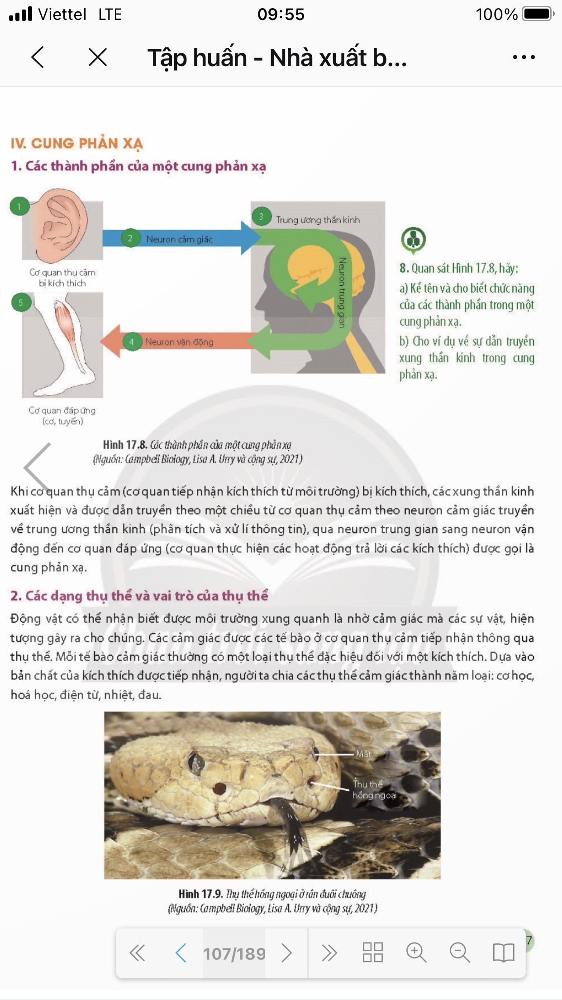 Viettel LTE 09:55 100%
Tập huấn - Nhà xuất b...
IV. CUNG PHẢN XẠ
1. Các thành phần của một cung phản xạ
1
Cơ quan thụ cảm
bị kích thích
2 Neuron cảm giác
3 Trung ương thần kinh
Neuron trung gian
4 Neuron vận động
5
Cơ quan đáp ứng
(cơ, tuyến)
8. Quan sát Hình 17.8, hãy:
a) Kể tên và cho biết chức năng
của các thành phần trong một
cung phản xạ.
b) Cho ví dụ về sự dẫn truyền
xung thần kinh trong cung
phản xạ.
Hình 17.8. Các thành phần của một cung phản xạ
(Nguồn: Campbell Biology, Lisa A. Urry và cộng sự, 2021)
Khi cơ quan thụ cảm (cơ quan tiếp nhận kích thích từ môi trường) bị kích thích, các xung thần kinh
xuất hiện và được dẫn truyền theo một chiều từ cơ quan thụ cảm theo neuron cảm giác truyền
về trung ương thần kinh (phân tích và xử lí thông tin), qua neuron trung gian sang neuron vận
động đến cơ quan đáp ứng (cơ quan thực hiện các hoạt động trả lời các kích thích) được gọi là
cung phản xạ.
2. Các dạng thụ thể và vai trò của thụ thể
Động vật có thể nhận biết được môi trường xung quanh là nhờ cảm giác mà các sự vật, hiện
tượng gây ra cho chúng. Các cảm giác được các tế bào ở cơ quan thụ cảm tiếp nhận thông qua
thụ thể. Mỗi tế bào cảm giác thường có một loại thụ thể đặc hiệu đối với một kích thích. Dựa vào
bản chất của kích thích được tiếp nhận, người ta chia các thụ thể cảm giác thành năm loại: cơ học,
hoá học, điện từ, nhiệt, đau.
Chân trời sáng tạo
Mắt
Thụ thể
hồng ngoại
Hình 17.9. Thụ thể hồng ngoại ở rắn đuôi chuông
(Nguồn: Campbell Biology, Lisa A. Urry và cộng sự, 2021)
107/189
7